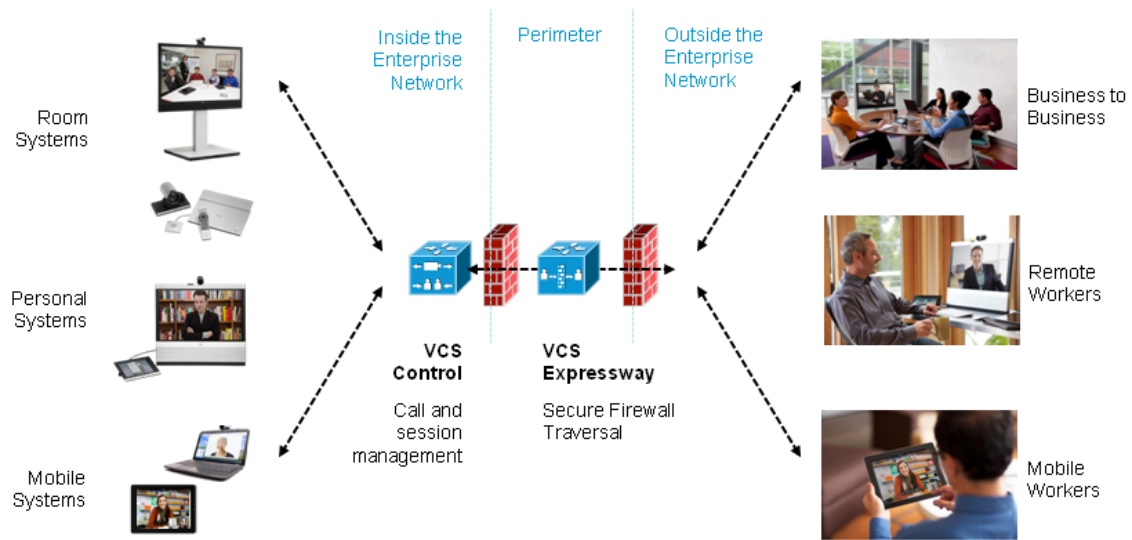 Inside the
Enterprise
Network
Perimeter
Outside the
Enterprise
Network
Room
Systems
Business to
Business
Personal
Systems
Remote
Workers
VCS
Control
VCS
Expressway
Call and
session
management
Secure Firewall
Traversal
Mobile
Systems
Mobile
Workers